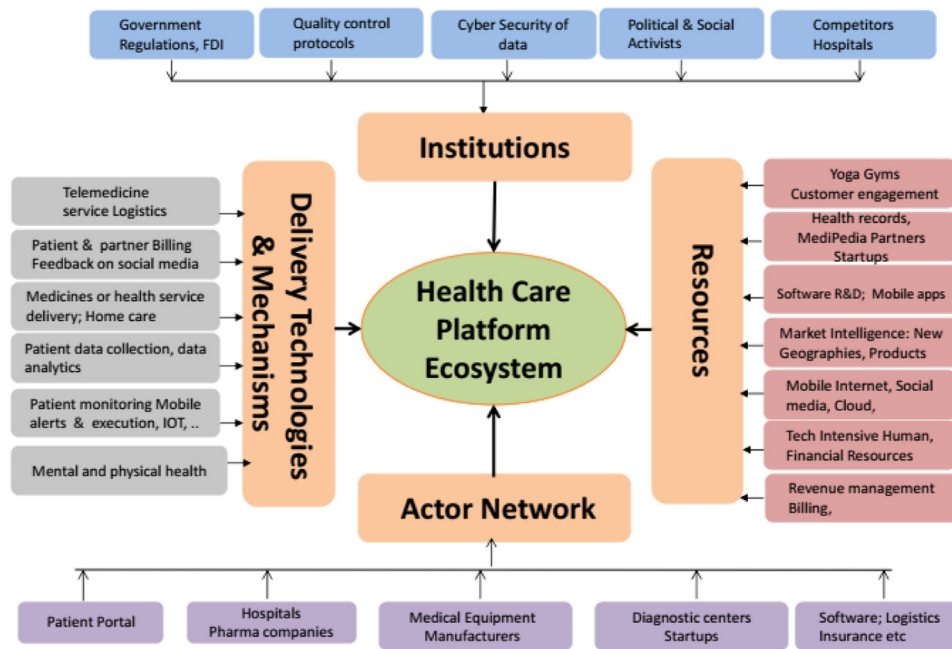 Government
Regulations, FDI
Quality control
protocols
Cyber Security of
data
Political & Social
Activists
Competitors
Hospitals
Institutions
Telemedicine
service Logistics
Patient & partner Billing
Feedback on social media
Medicines or health service
delivery; Home care
Patient data collection, data
analytics
Patient monitoring Mobile
alerts & execution, IOT, ..
Mental and physical health
Delivery Technologies
& Mechanisms
Health Care
Platform
Ecosystem
Resources
Yoga Gyms
Customer engagement
Health records,
MediPedia Partners
Startups
Software R&D; Mobile apps
Market Intelligence: New
Geographies, Products
Mobile Internet, Social
media, Cloud,
Tech Intensive Human,
Financial Resources
Revenue management
Billing,
Actor Network
Patient Portal
Hospitals
Pharma companies
Medical Equipment
Manufacturers
Diagnostic centers
Startups
Software; Logistics
Insurance etc